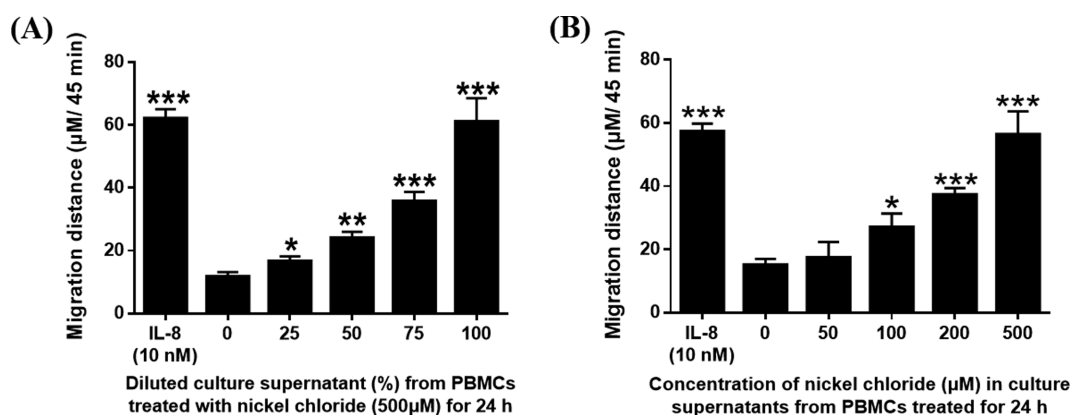 (A)
Migration distance (µM/ 45 min)
80
60
40
20
0
***
*
**
***
***
IL-8 0 25 50 75 100
(10 nM)
Diluted culture supernatant (%) from PBMCs
treated with nickel chloride (500µM) for 24 h
(B)
Migration distance (µM/ 45 min)
80
60
40
20
0
***
*
***
***
IL-8 0 50 100 200 500
(10 nM)
Concentration of nickel chloride (µM) in culture
supernatants from PBMCs treated for 24 h